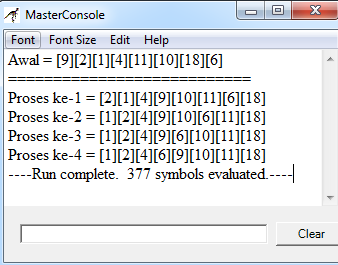 MasterConsole
Font Font Size Edit Help
Awal = [9][2][1][4][11][10][18][6]
===========================
Proses ke-1 = [2][1][4][9][10][11][6][18]
Proses ke-2 = [1][2][4][9][10][6][11][18]
Proses ke-3 = [1][2][4][9][6][10][11][18]
Proses ke-4 = [1][2][4][6][9][10][11][18]
----Run complete.  377 symbols evaluated.----
Clear